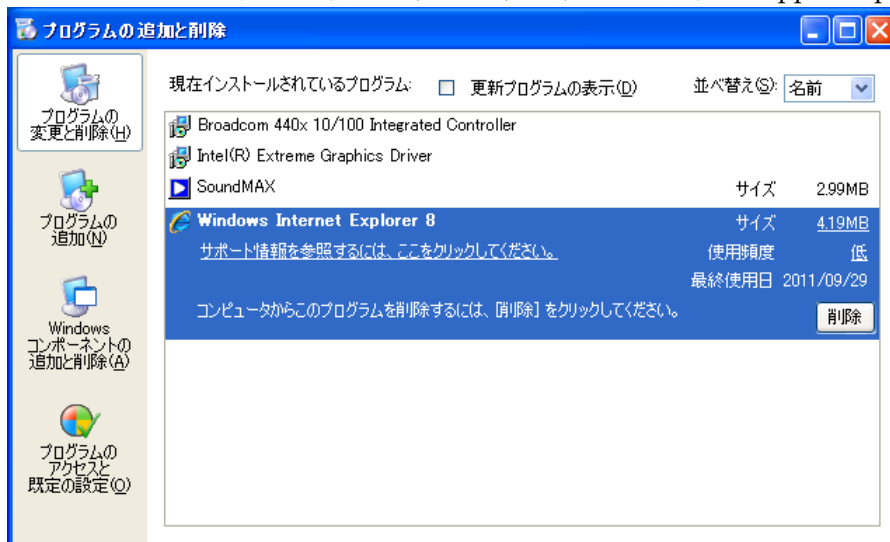 プログラムの追加と削除
現在インストールされているプログラム:
更新プログラムの表示(D)
並べ替え(S):
名前
プログラムの
変更と削除(H)
プログラムの
追加(N)
Windows
コンポーネントの
追加と削除(A)
プログラムの
アクセスと
既定の設定(O)
Broadcom 440x 10/100 Integrated Controller
Intel(R) Extreme Graphics Driver
SoundMAX
サイズ 2.99MB
Windows Internet Explorer 8
サイズ 4.19MB
サポート情報を参照するには、ここをクリックしてください。
使用頻度 低
最終使用日 2011/09/29
コンピュータからこのプログラムを削除するには、[削除] をクリックしてください。
削除